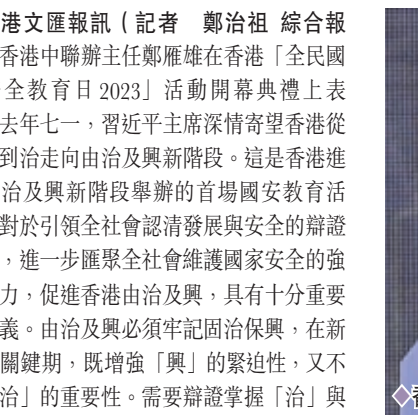 港文匯報訊（記者 鄭治祖 綜合報
香港中聯辦主任鄭雁雄在香港「全民國
全教育日2023」活動開幕典禮上表
去年七一，習近平主席深情寄望香港從
到治走向由治及興新階段。這是香港進
治及興新階段舉辦的首場國安教育活
對於引領全社會認清發展與安全的辯證
，進一步匯聚全社會維護國家安全的強
力，促進香港由治及興，具有十分重要
義。由治及興必須牢記固治保興，在新
關鍵期，既增強「興」的緊迫性，又不
治」的重要性。需要辯證掌握「治」與